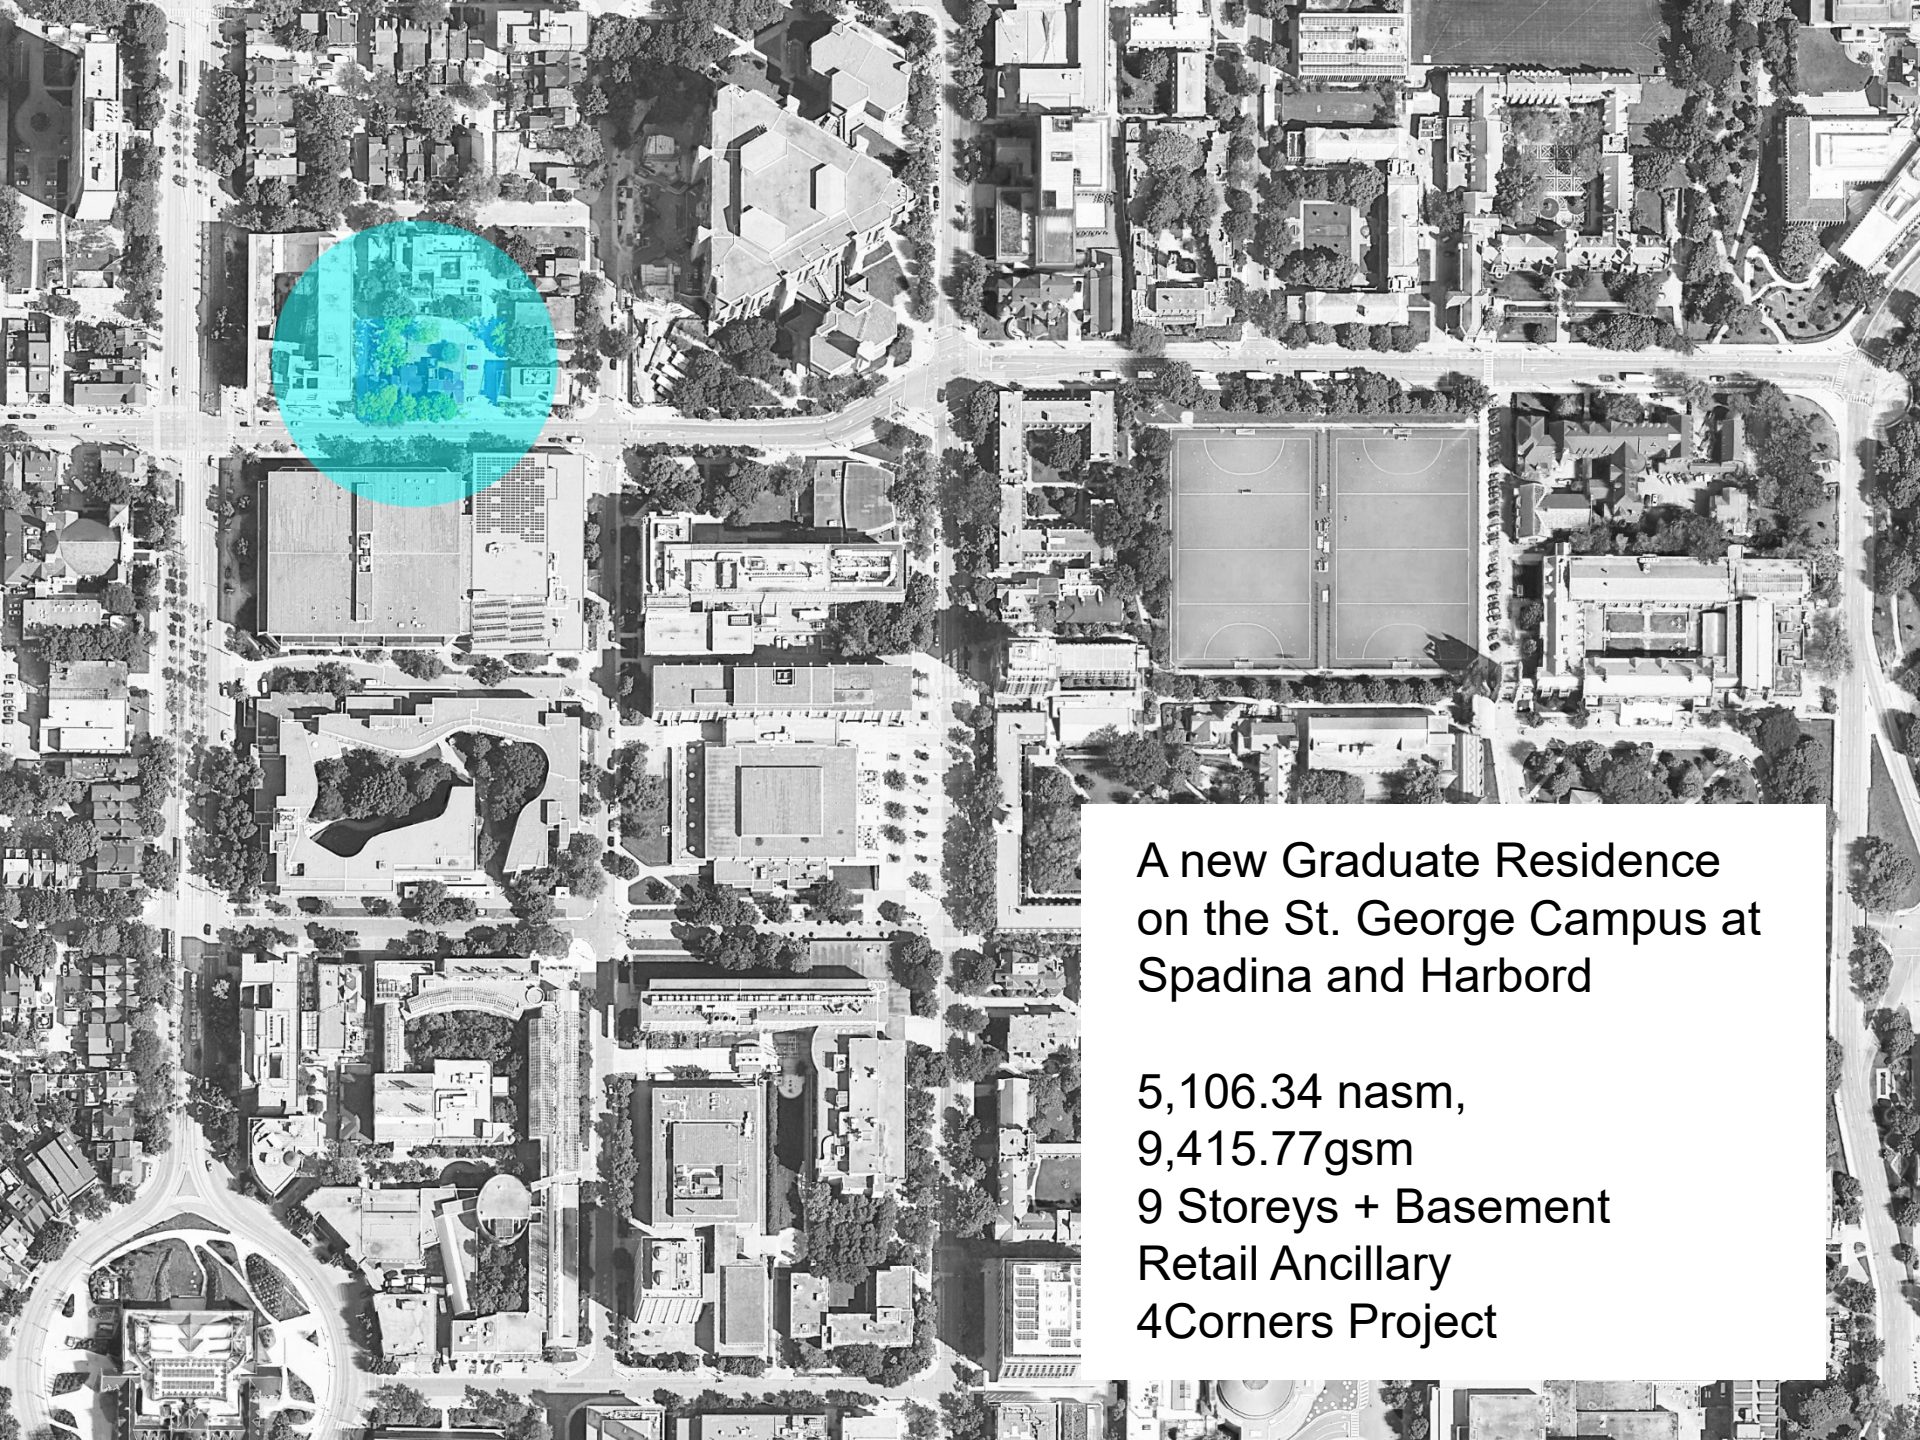 A new Graduate Residence
on the St. George Campus at
Spadina and Harbord
5,106.34 nasm,
9,415.77gsm
9 Storeys + Basement
Retail Ancillary
4Corners Project